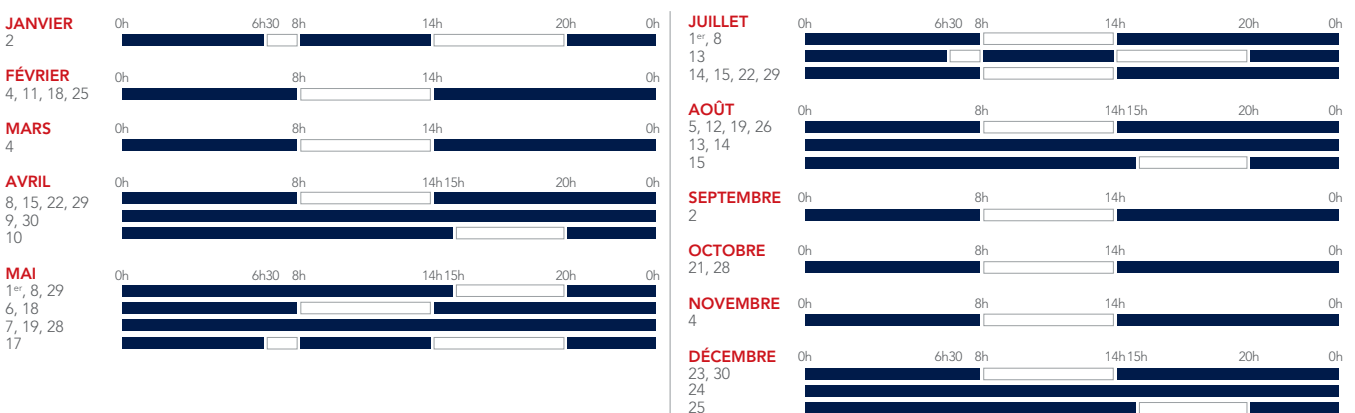 JANVIER 0h 6h30 8h 14h 20h 0h
2
FÉVRIER 0h 8h 14h 0h
4, 11, 18, 25
MARS 0h 8h 14h 0h
4
AVRIL 0h 8h 14h 15h 20h 0h
8, 15, 22, 29
9, 30
10
MAI 0h 6h30 8h 14h 15h 20h 0h
1er, 8, 29
6, 18
7, 19, 28
17
JUILLET 0h 6h30 8h 14h 20h 0h
1er, 8
13
14, 15, 22, 29
AOÛT 0h 8h 14h 15h 20h 0h
5, 12, 19, 26
13, 14
15
SEPTEMBRE 0h 8h 14h 0h
2
OCTOBRE 0h 8h 14h 0h
21, 28
NOVEMBRE 0h 8h 14h 0h
4
DÉCEMBRE 0h 6h30 8h 14h 15h 20h 0h
23, 30
24
25